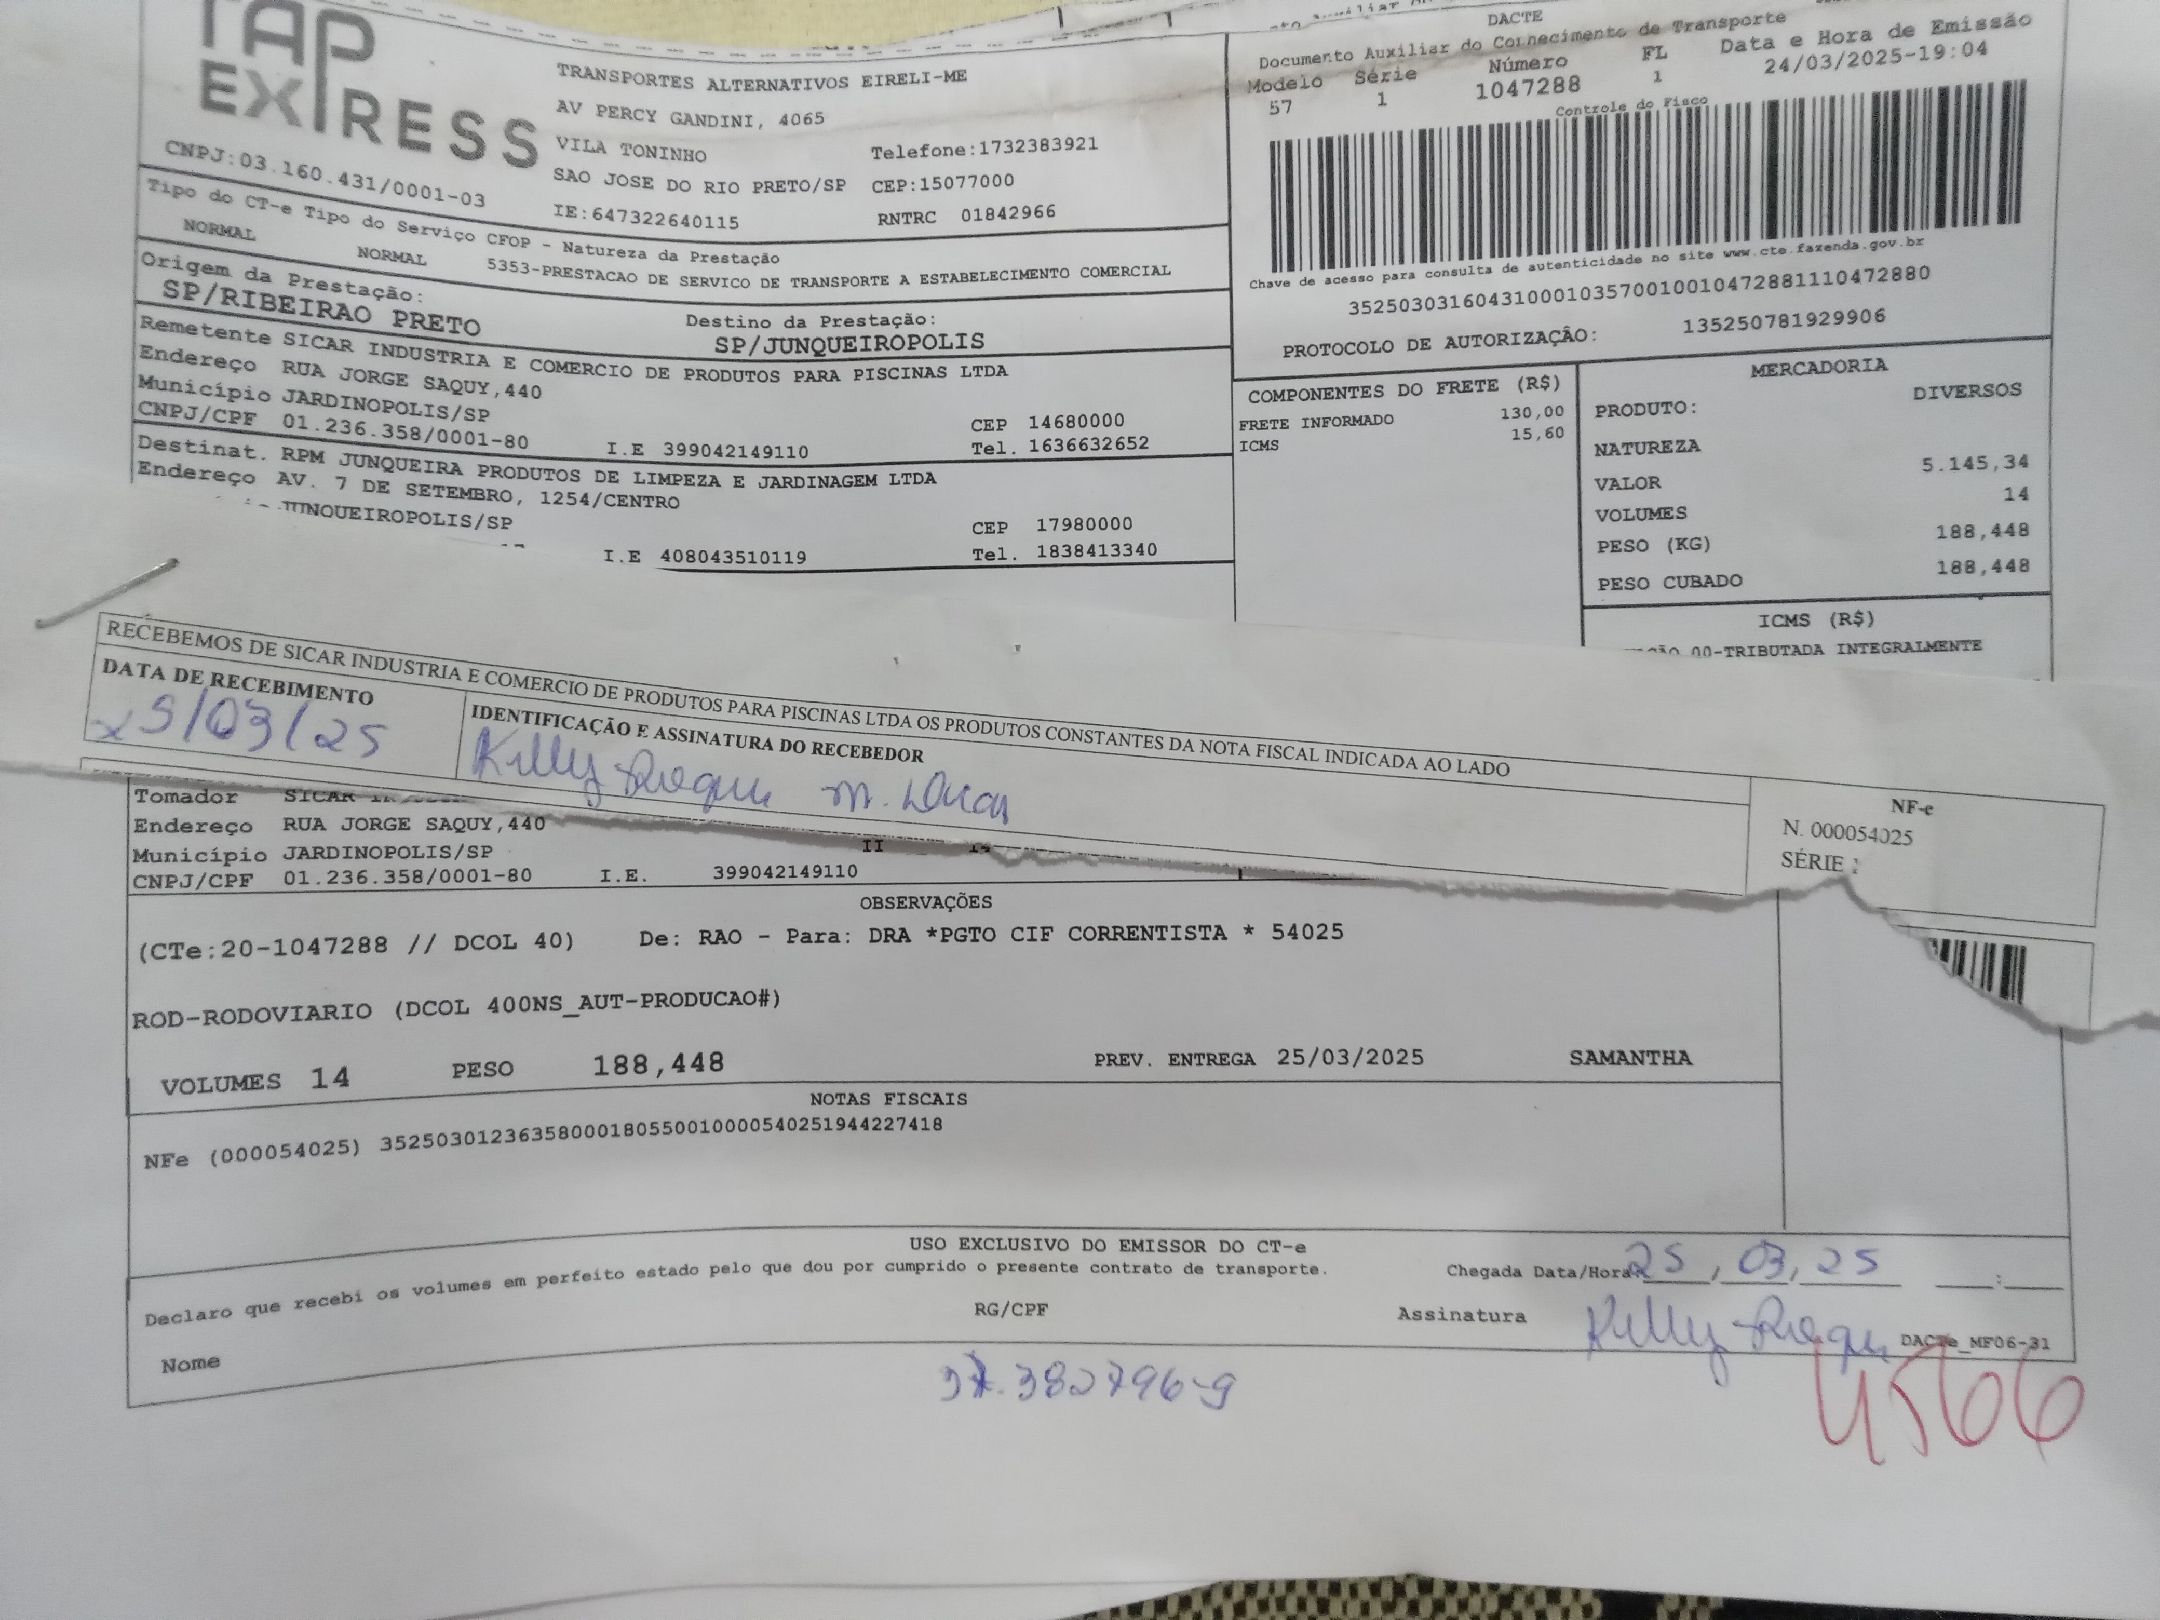 TAP
EXPRESS
CNPJ:03.160.431/0001-03
TRANSPORTES ALTERNATIVOS EIRELI-ME
AV PERCY GANDINI, 4065
VILA TONINHO
Telefone:1732383921
SAO JOSE DO RIO PRETO/SP CEP:15077000
IE:647322640115
RNTRC 01842966
DACTE
Documento Auxiliar do Conhecimento de Transporte
Modelo Série Número FL Data e Hora de Emissão
57 1 1047288 1 24/03/2025-19:04
Controle do Fisco
Chave de acesso para consulta de autenticidade no site www.cte.fazenda.gov.br
35250303160431000103570010010472881110472880
PROTOCOLO DE AUTORIZAÇÂO: 135250781929906
Tipo do CT-e Tipo do Serviço CFOP - Natureza da Prestação
NORMAL NORMAL 5353-PRESTACAO DE SERVICO DE TRANSPORTE A ESTABELECIMENTO COMERCIAL
Origem da Prestação:
SP/RIBEIRAO PRETO
Destino da Prestação:
SP/JUNQUEIROPOLIS
Remetente SICAR INDUSTRIA E COMERCIO DE PRODUTOS PARA PISCINAS LTDA
Endereço RUA JORGE SAQUY,440
Município JARDINOPOLIS/SP CEP 14680000
CNPJ/CPF 01.236.358/0001-80 I.E 399042149110 Tel. 1636632652
Destinat. RPM JUNQUEIRA PRODUTOS DE LIMPEZA E JARDINAGEM LTDA
Endereço AV. 7 DE SETEMBRO, 1254/CENTRO
JUNQUEIROPOLIS/SP CEP 17980000
I.E 408043510119 Tel. 1838413340
COMPONENTES DO FRETE (R$)
FRETE INFORMADO 130,00
ICMS 15,60
MERCADORIA
PRODUTO: DIVERSOS
NATUREZA
VALOR 5.145,34
VOLUMES 14
PESO (KG) 188,448
PESO CUBADO 188,448
ICMS (R$)
00-TRIBUTADA INTEGRALMENTE
RECEBEMOS DE SICAR INDUSTRIA E COMERCIO DE PRODUTOS PARA PISCINAS LTDA OS PRODUTOS CONSTANTES DA NOTA FISCAL INDICADA AO LADO
DATA DE RECEBIMENTO
25/03/25
IDENTIFICAÇÃO E ASSINATURA DO RECEBEDOR
Kelly Roque M.
NF-e
N. 000054025
SÉRIE
Tomador SICAR
Endereço RUA JORGE SAQUY,440
Município JARDINOPOLIS/SP
CNPJ/CPF 01.236.358/0001-80 I.E. 399042149110
OBSERVAÇÕES
(CTe:20-1047288 // DCOL 40) De: RAO - Para: DRA *PGTO CIF CORRENTISTA * 54025
ROD-RODOVIARIO (DCOL 400NS_AUT-PRODUCAO#)
VOLUMES 14 PESO 188,448 PREV. ENTREGA 25/03/2025 SAMANTHA
NOTAS FISCAIS
NFe (000054025) 35250301236358000180550010000540251944227418
USO EXCLUSIVO DO EMISSOR DO CT-e
Declaro que recebi os volumes em perfeito estado pelo que dou por cumprido o presente contrato de transporte.
Chegada Data/Hora 25, 03, 25 :
Nome
RG/CPF
Assinatura Kelly Roque
DACTe_MF06-31
37.382796-9
4566